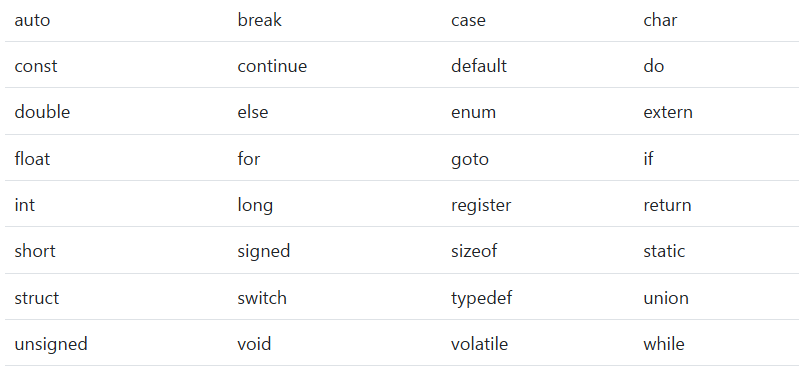 auto break case char
const continue default do
double else enum extern
float for goto if
int long register return
short signed sizeof static
struct switch typedef union
unsigned void volatile while